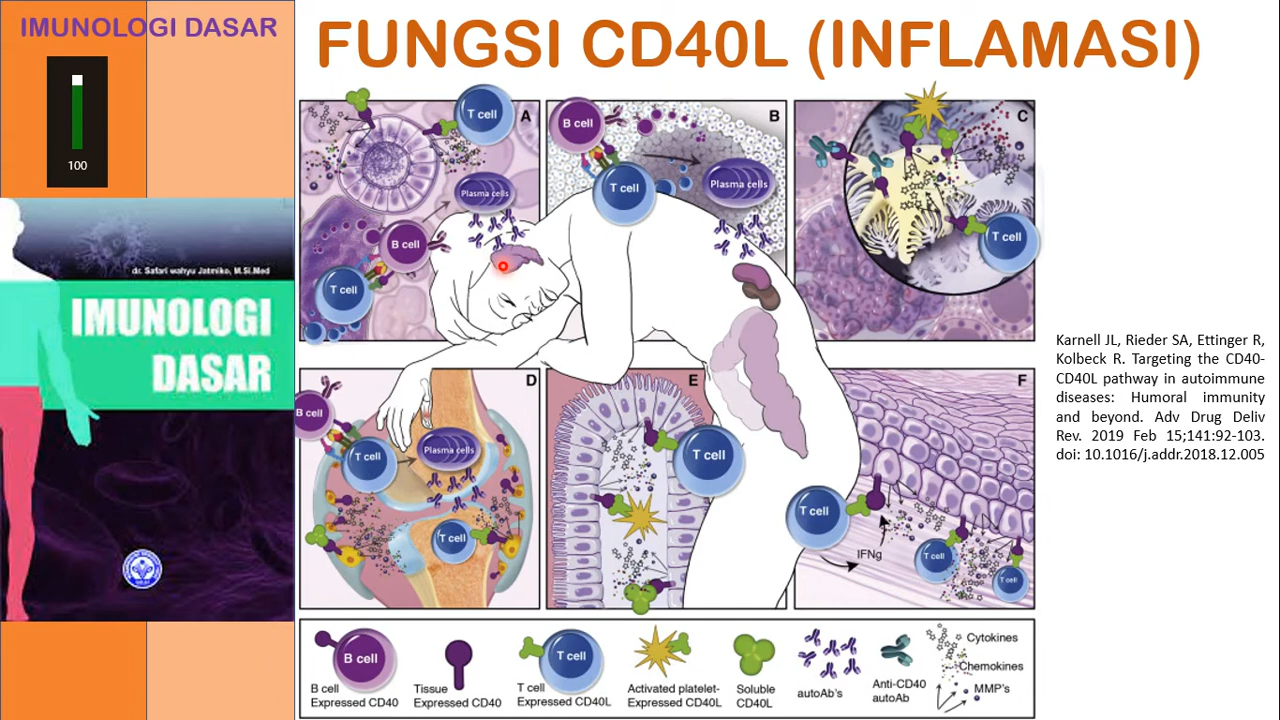 IMUNOLOGI DASAR
FUNGSI CD40L (INFLAMASI)
100
dr. Safari wahyu Jatmiko, M.Si.Med
IMUNOLOGI
DASAR
A
T cell
Plasma cells
B cell
T cell
B
B cell
T cell
Plasma cells
C
T cell
D
B cell
T cell
Plasma cells
T cell
E
T cell
F
T cell
IFNg
T cell
T cell
Karnell JL, Rieder SA, Ettinger R,
Kolbeck R. Targeting the CD40-
CD40L pathway in autoimmune
diseases: Humoral immunity
and beyond. Adv Drug Deliv
Rev. 2019 Feb 15;141:92-103.
doi: 10.1016/j.addr.2018.12.005
B cell
B cell
Expressed CD40
Tissue
Expressed CD40
T cell
T cell
Expressed CD40L
Activated platelet-
Expressed CD40L
Soluble
CD40L
autoAb's
Anti-CD40
autoAb
Cytokines
Chemokines
MMP's